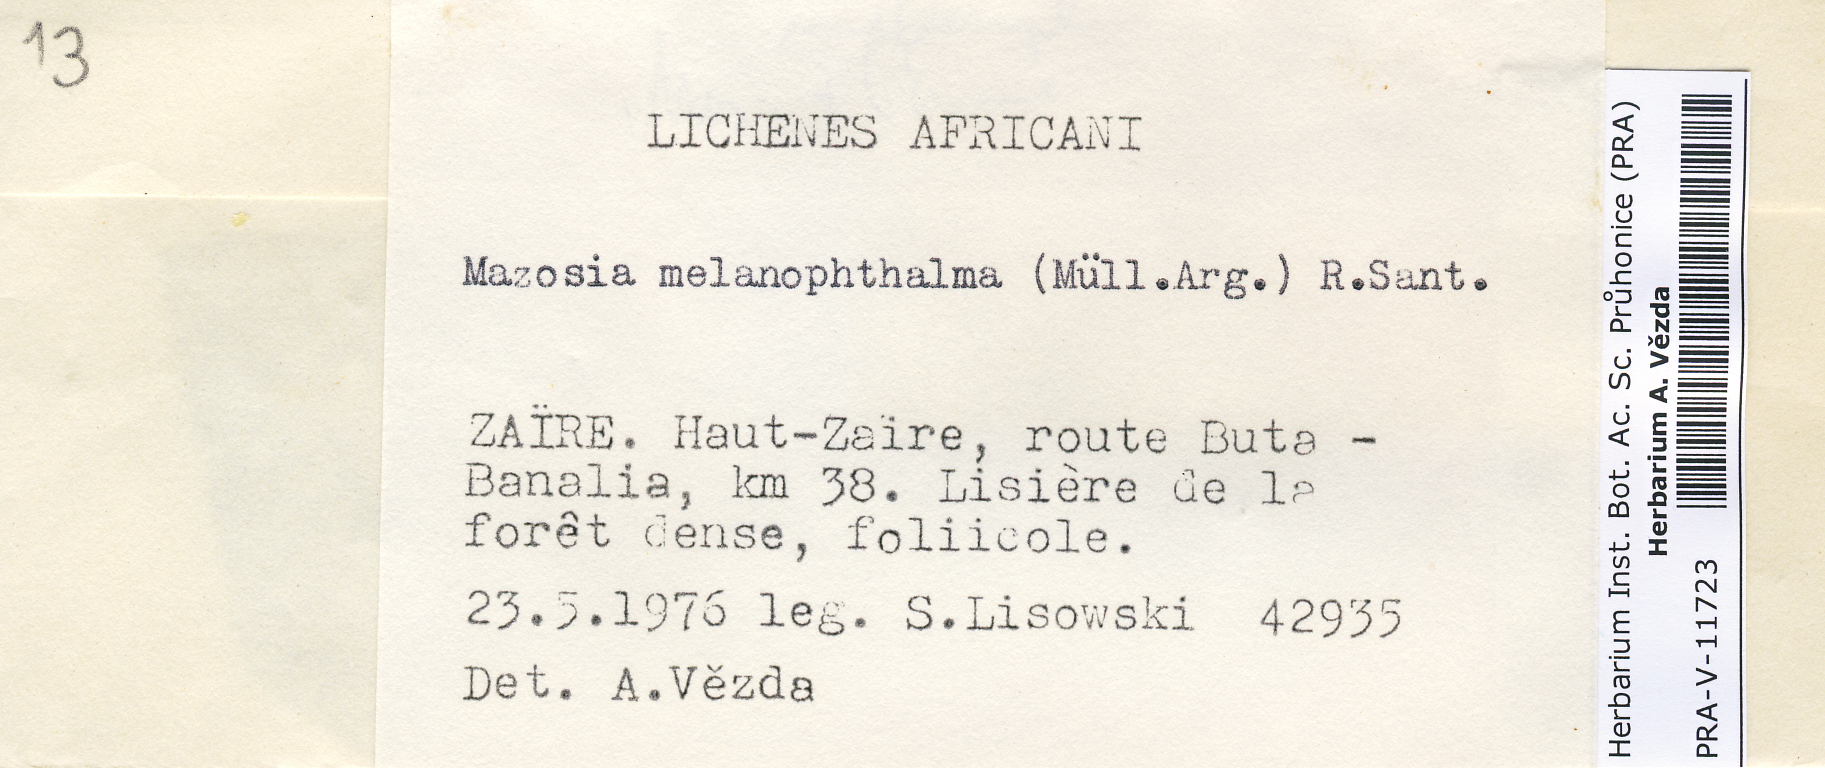 13
LICHENES AFRICANI
Mazosia melanophthalma (Müll.Arg.) R.Sant.
ZAÏRE. Haut-Zaïre, route Buta -
Banalia, km 38. Lisière de la
forêt dense, foliicole.
23.5.1976 leg. S.Lisowski 42935
Det. A.Vězda
Herbarium Inst. Bot. Ac. Sc. Průhonice (PRA)
Herbarium A. Vězda
PRA-V-11723